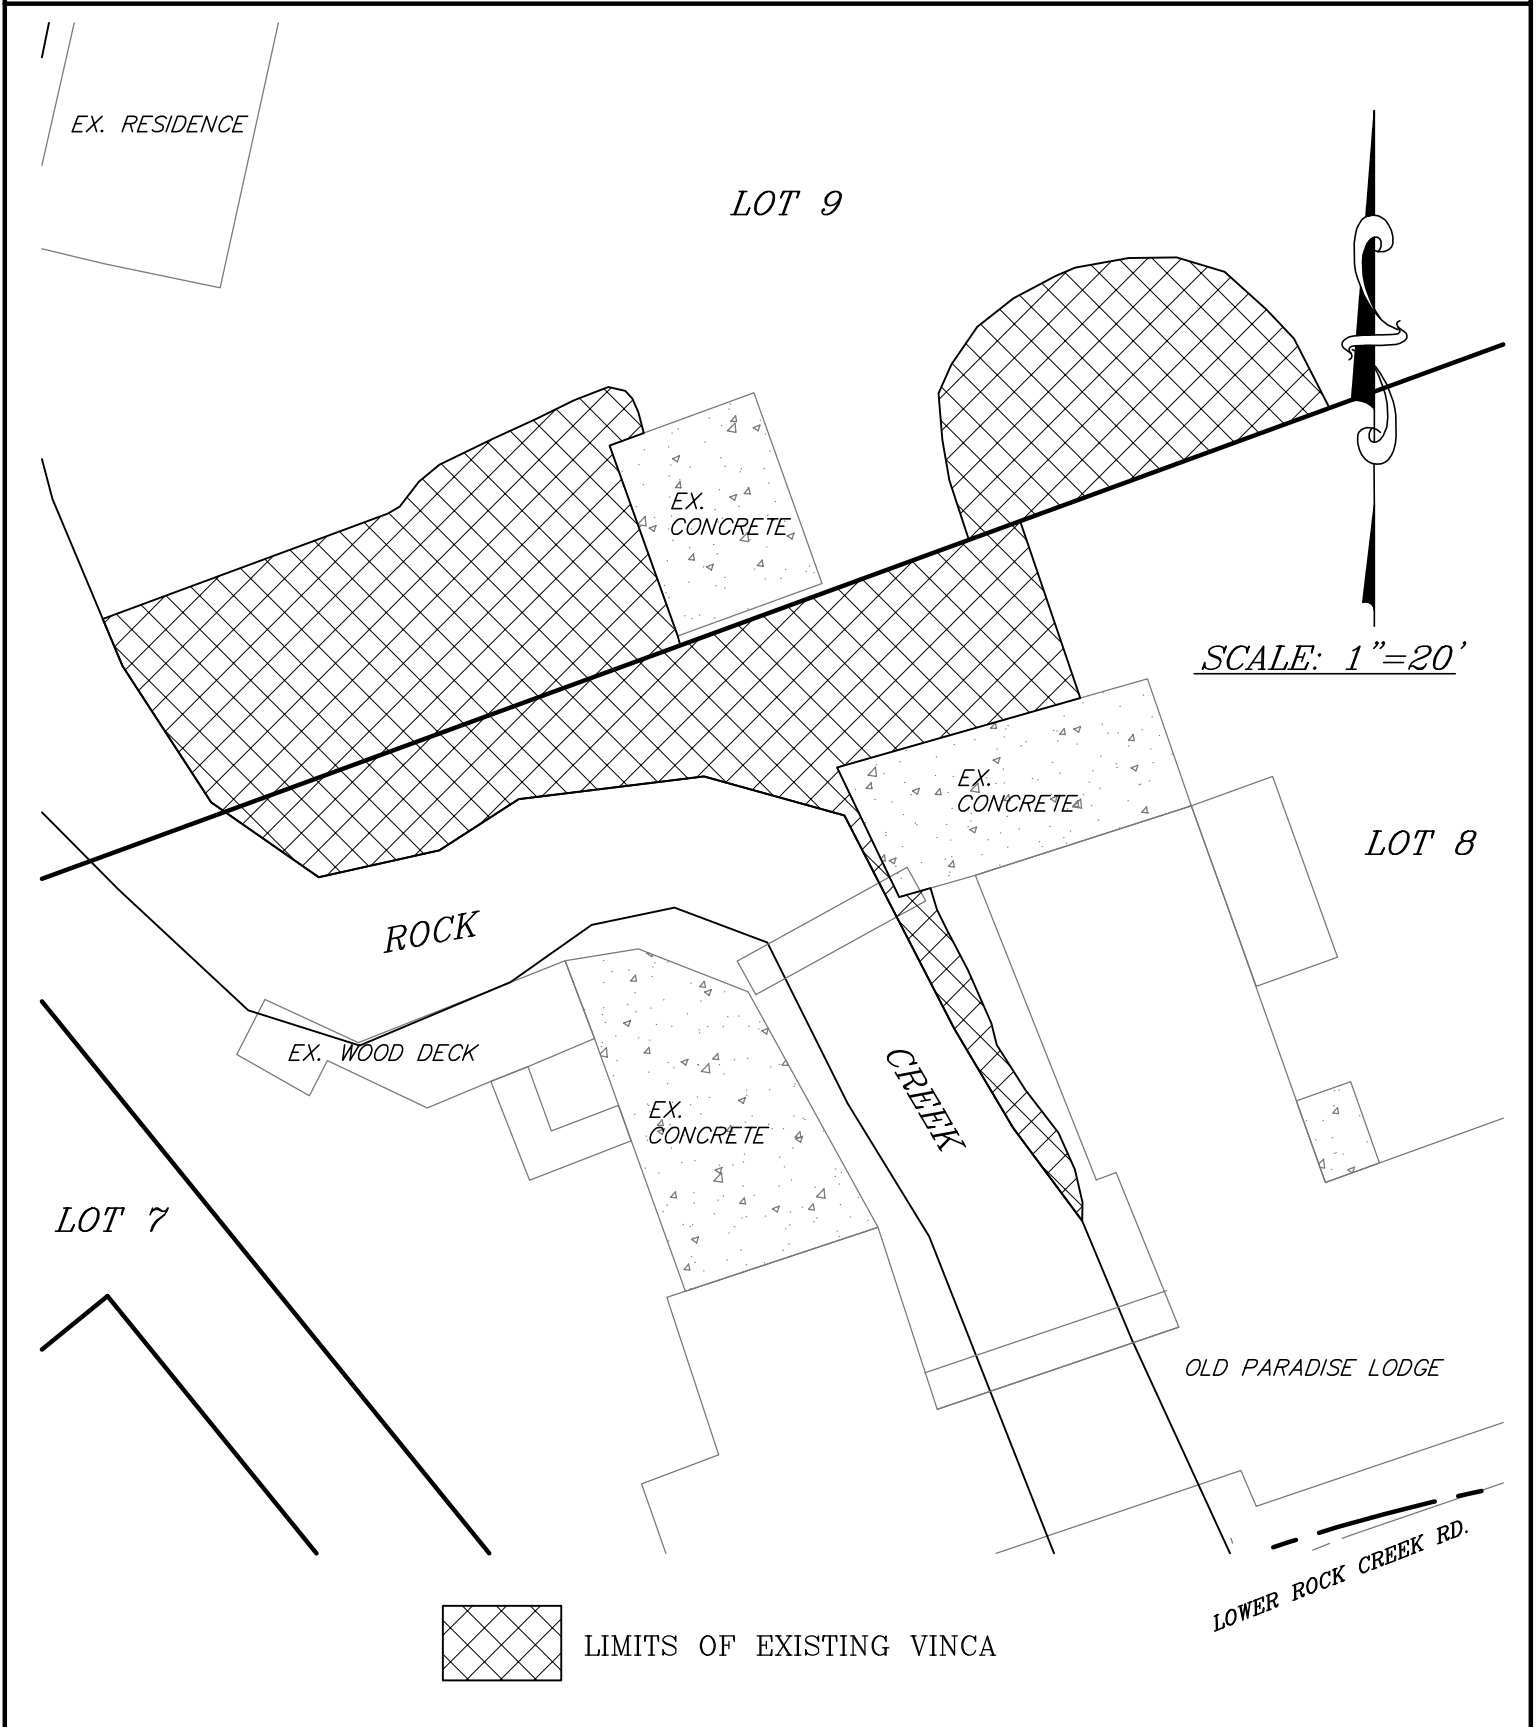 EX. RESIDENCE
LOT 9
EX.
CONCRETE
SCALE: 1"=20'
EX.
CONCRETE
LOT 8
ROCK
EX. WOOD DECK
CREEK
EX.
CONCRETE
LOT 7
OLD PARADISE LODGE
LOWER ROCK CREEK RD.
LIMITS OF EXISTING VINCA